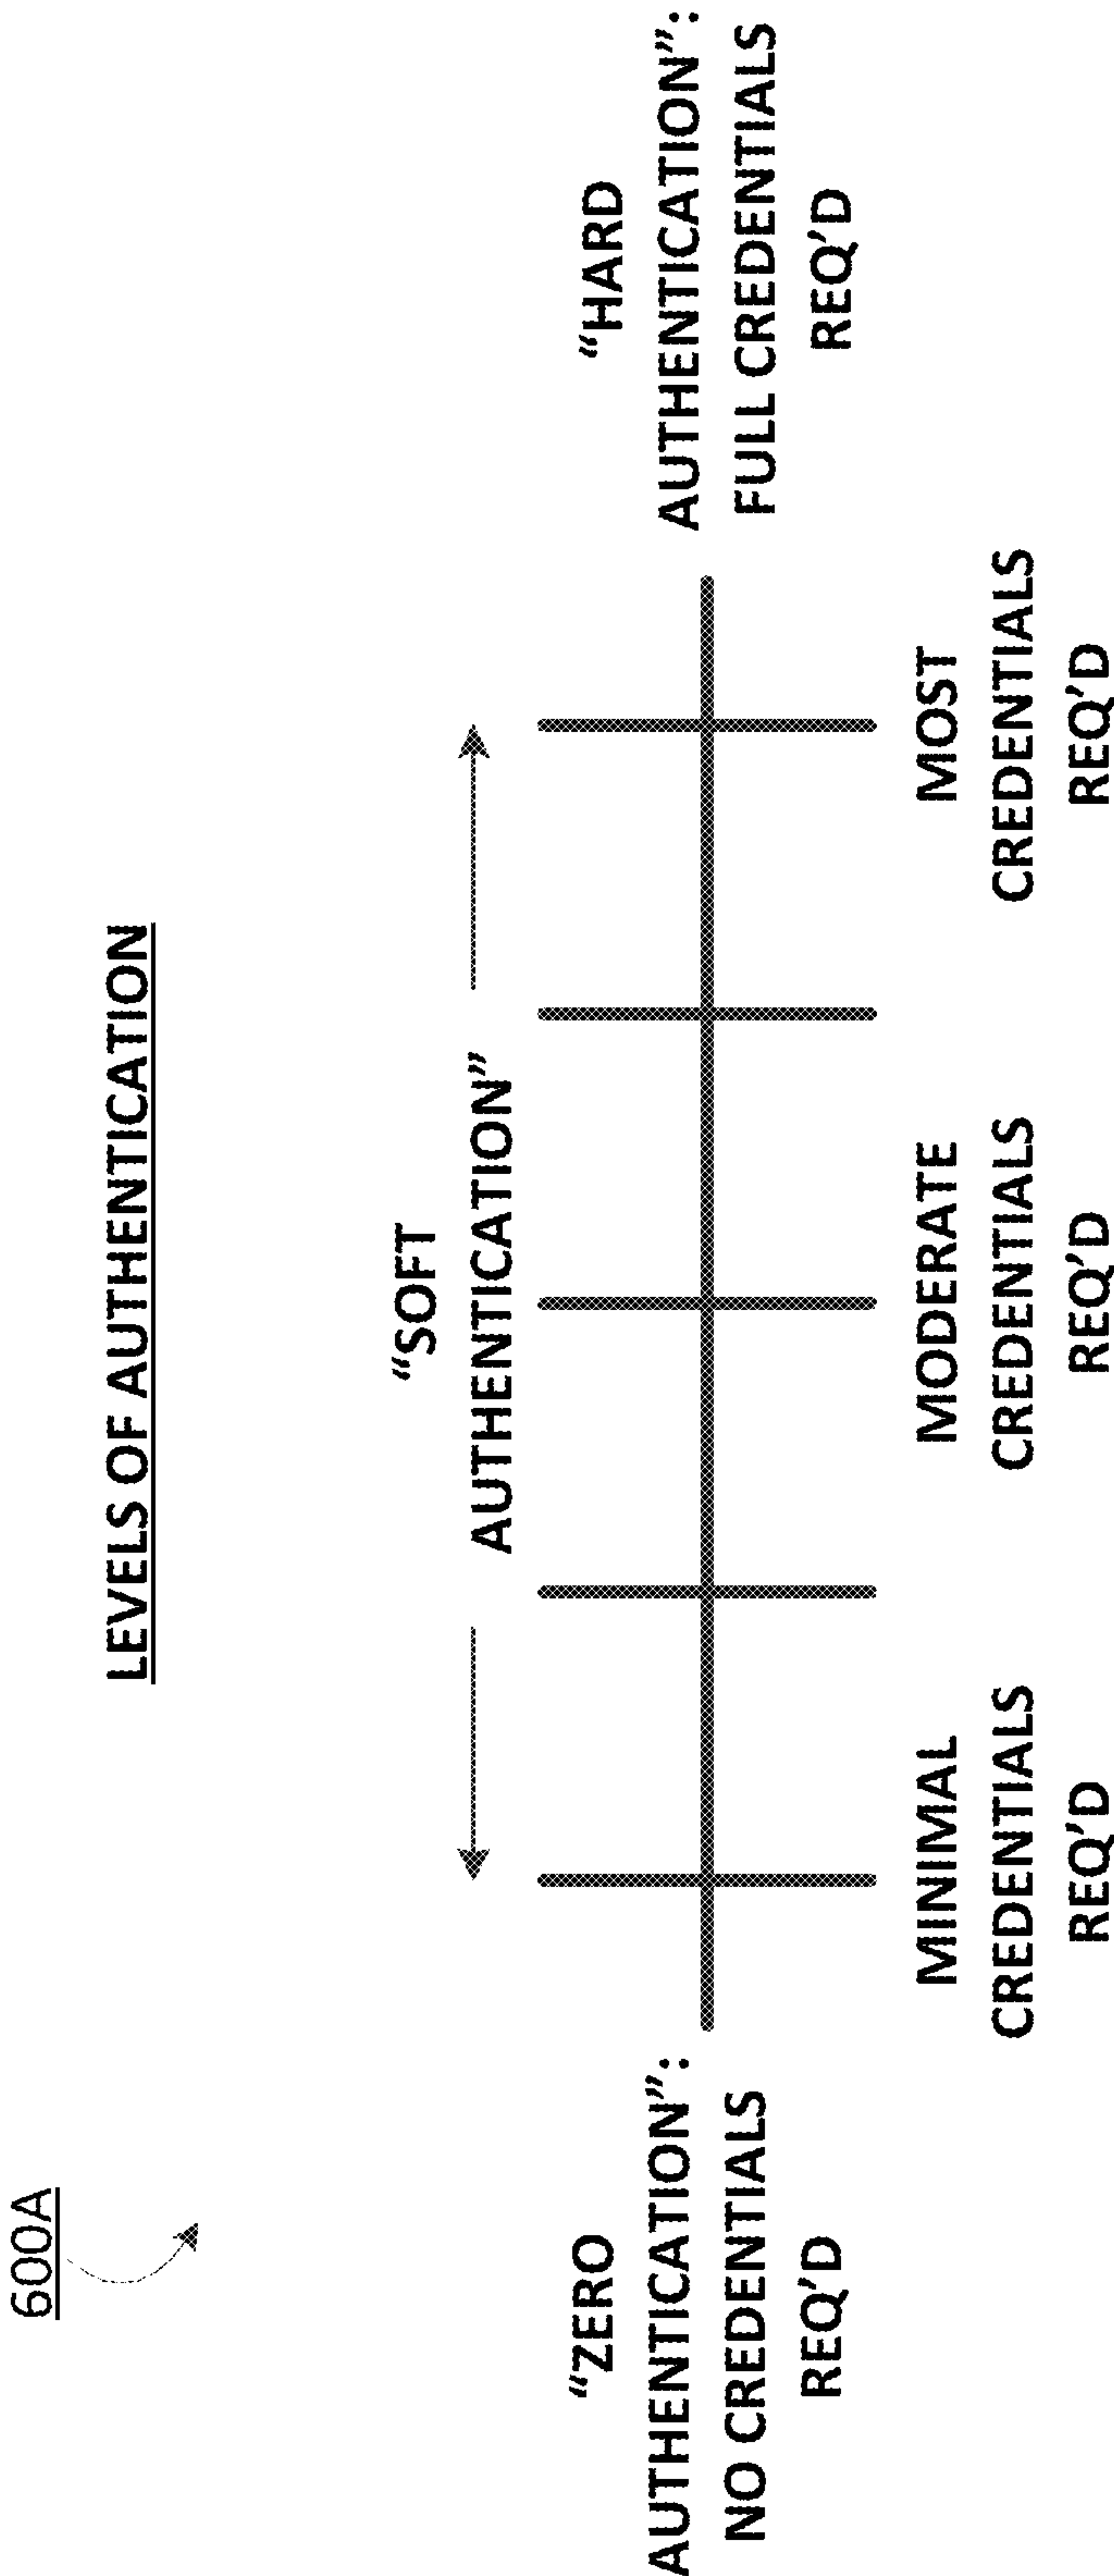 600A
LEVELS OF AUTHENTICATION
“SOFT
AUTHENTICATION”
“ZERO
AUTHENTICATION”:
NO CREDENTIALS
REQ’D
“HARD
AUTHENTICATION”:
FULL CREDENTIALS
REQ’D
MINIMAL
CREDENTIALS
REQ’D
MODERATE
CREDENTIALS
REQ’D
MOST
CREDENTIALS
REQ’D